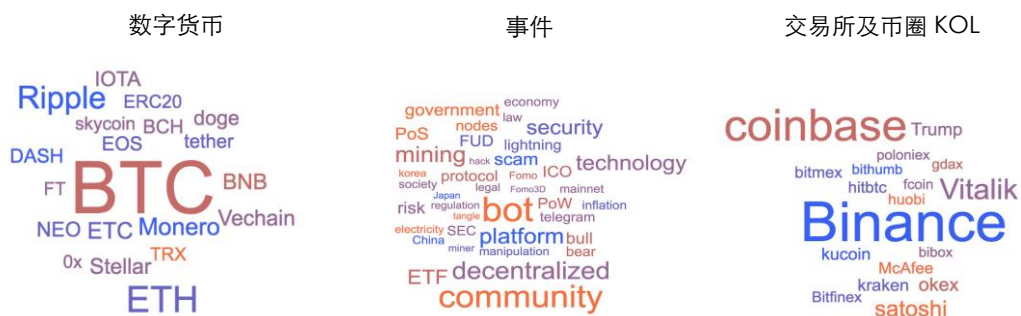 数字货币
IOTA
Ripple ERC20
skycoin BCH doge
EOS tether
DASH
FT BTC BNB
NEO ETC Monero Vechain
0x Stellar TRX
ETH
事件
economy
government law
PoS nodes security
FUD lightning
mining hack scam technology
korea protocol Fomo ICO
society legal Fomo3D mainnet
Japan
risk regulation bot PoW inflation
tangle telegram
electricity SEC
China platform bull
miner manipulation bear
ETF decentralized
community
交易所及币圈 KOL
coinbase Trump
poloniex
bitmex bithumb gdax
hitbtc fcoin Vitalik
huobi
Binance
kucoin bibox
McAfee
kraken okex
Bitfinex satoshi